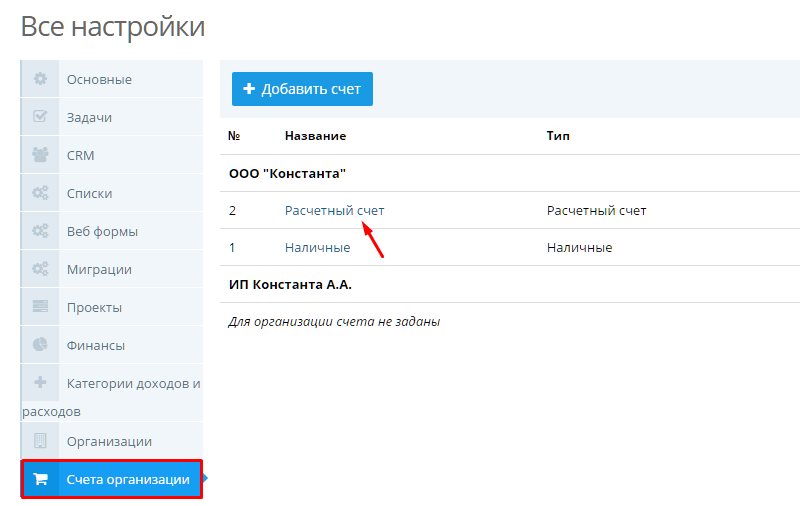 Все настройки
Основные
Задачи
CRM
Списки
Веб формы
Миграции
Проекты
Финансы
Категории доходов и
расходов
Организации
Счета организации
Добавить счет
№ Название Тип
ООО "Константа"
2 Расчетный счет Расчетный счет
1 Наличные Наличные
ИП Константа А.А.
Для организации счета не заданы